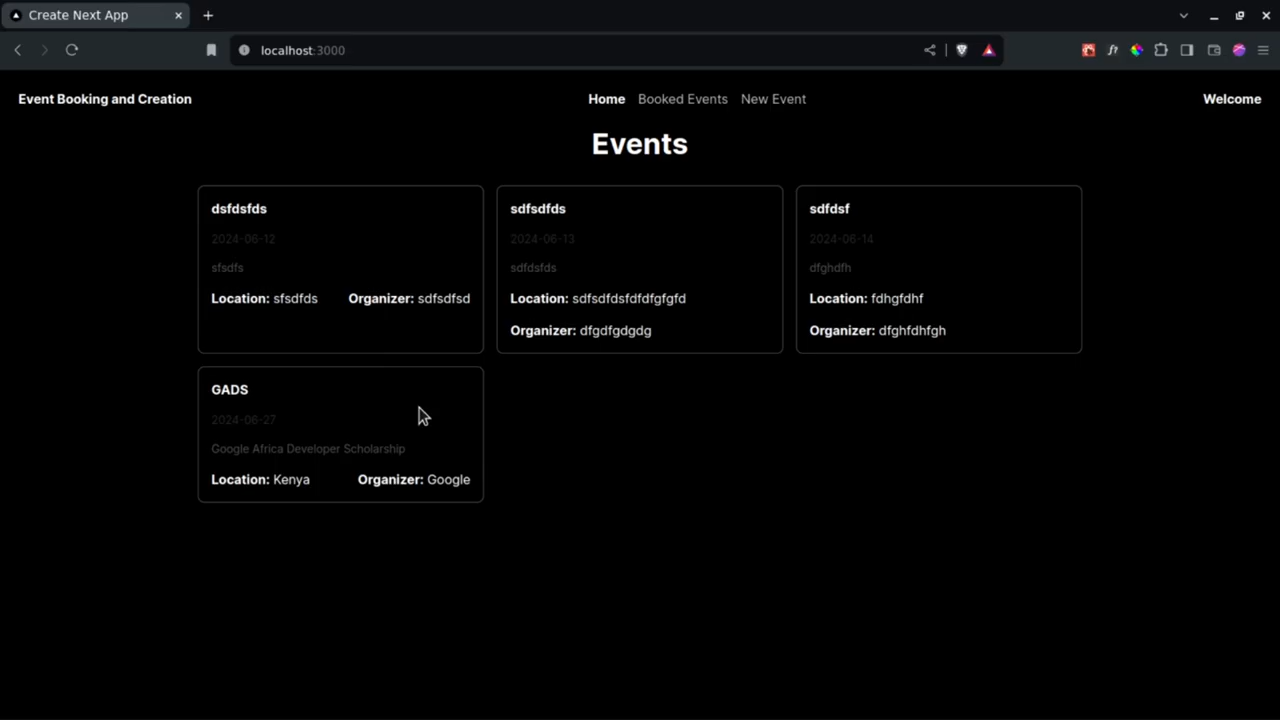 Create Next App
localhost:3000
Event Booking and Creation
Home Booked Events New Event
Welcome
Events
dsfdsfds
2024-06-12
sfsdfs
Location: sfsdfds Organizer: sdfsdfsd
sdfsdfds
2024-06-13
sdfdsfds
Location: sdfsdfdsfdfdfgfgfd
Organizer: dfgdfgdgdg
sdfdsf
2024-06-14
dfghdfh
Location: fdhgfdhf
Organizer: dfghfdhfgh
GADS
2024-06-27
Google Africa Developer Scholarship
Location: Kenya Organizer: Google